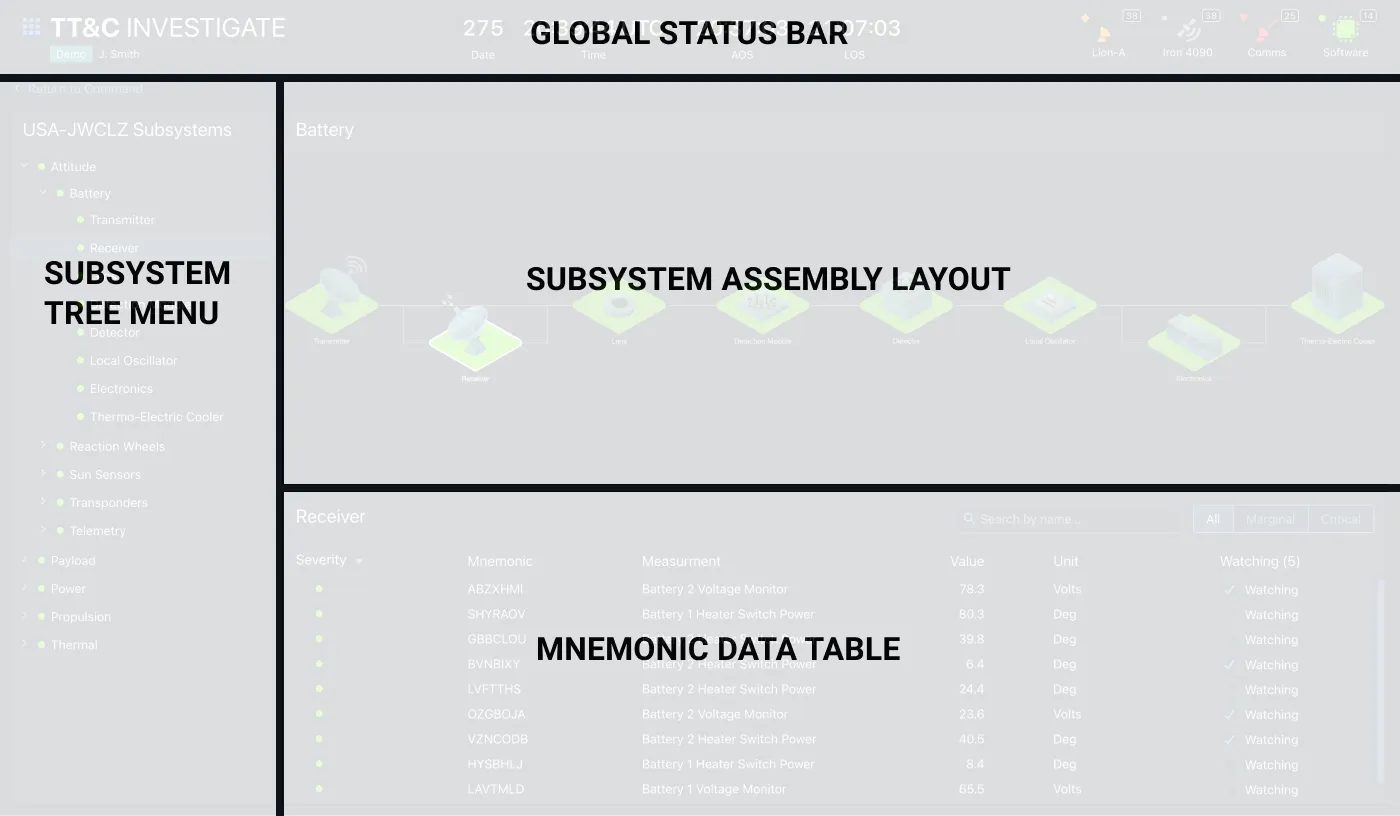 TT&C INVESTIGATE
Demo J. Smith
275
Date
Time
AOS
07:03
LOS
GLOBAL STATUS BAR
36
Lion-A
38
Iron 4090
25
Comms
14
Software
Return to Command
USA-JWCLZ Subsystems
Attitude
Battery
Transmitter
Receiver
SUBSYSTEM
TREE MENU
Detector
Local Oscillator
Electronics
Thermo-Electric Cooler
Reaction Wheels
Sun Sensors
Transponders
Telemetry
Payload
Power
Propulsion
Thermal
Battery
SUBSYSTEM ASSEMBLY LAYOUT
Transmitter
Receiver
Lens
Detector
Local Oscillator
Electronics
Thermo-Electric Cooler
Receiver
Search by name...
All Marginal Critical
Severity Mnemonic Measurment Value Unit Watching (5)
ABZXHMI Battery 2 Voltage Monitor 78.3 Volts Watching
SHYRAOV Battery 1 Heater Switch Power 80.3 Deg Watching
GBBCLOU 39.8 Deg Watching
MNEMONIC DATA TABLE
BVNBIXY Battery 2 Heater Switch Power 6.4 Deg Watching
LVFTTHS Battery 2 Heater Switch Power 24.4 Deg Watching
OZGBOJA Battery 2 Voltage Monitor 23.6 Volts Watching
VZNCODB Battery 2 Heater Switch Power 40.5 Deg Watching
HYSBHLJ Battery 1 Heater Switch Power 8.4 Deg Watching
LAVTMLD Battery 1 Voltage Monitor 65.5 Volts Watching